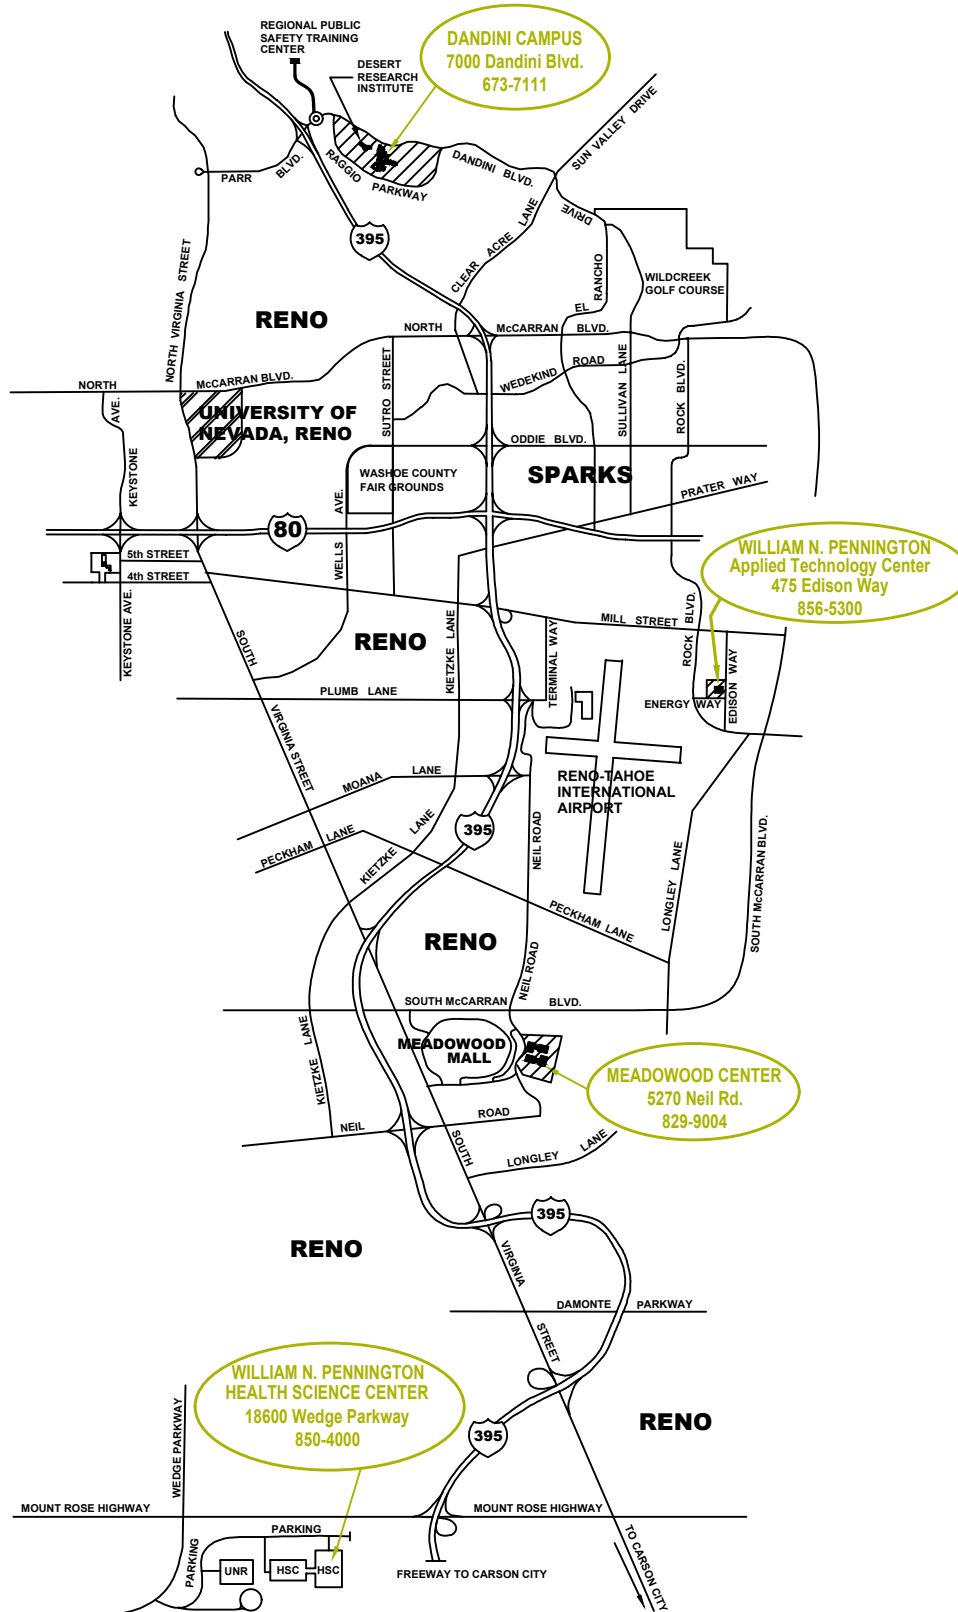 REGIONAL PUBLIC
SAFETY TRAINING
CENTER
DESERT
RESEARCH
INSTITUTE
DANDINI CAMPUS
7000 Dandini Blvd.
673-7111
SUN VALLEY DRIVE
PARR BLVD.
RAGGIO
PARKWAY
DANDINI BLVD.
DRIVE
395
CLEAR ACRE LANE
RANCHO
EL
WILDCREEK
GOLF COURSE
NORTH VIRGINIA STREET
RENO
NORTH McCARRAN BLVD.
NORTH McCARRAN BLVD.
SUTRO STREET
WEDEKIND ROAD
SULLIVAN LANE
ROCK BLVD.
AVE.
KEYSTONE
UNIVERSITY OF
NEVADA, RENO
ODDIE BLVD.
WASHOE COUNTY
FAIR GROUNDS
SPARKS
PRATER WAY
WELLS AVE.
80
5th STREET
4th STREET
KEYSTONE AVE.
WILLIAM N. PENNINGTON
Applied Technology Center
475 Edison Way
856-5300
MILL STREET
ROCK BLVD.
SOUTH
RENO
KIETZKE LANE
TERMINAL WAY
EDISON WAY
PLUMB LANE
ENERGY WAY
VIRGINIA STREET
MOANA LANE
RENO-TAHOE
INTERNATIONAL
AIRPORT
395
PECKHAM LANE
KIETZKE LANE
NEIL ROAD
LONGLEY LANE
SOUTH McCARRAN BLVD.
PECKHAM LANE
RENO
NEIL ROAD
SOUTH McCARRAN BLVD.
KIETZKE LANE
KIETZKE LANE
MEADOWOOD
MALL
MEADOWOOD CENTER
5270 Neil Rd.
829-9004
NEIL ROAD
SOUTH
LONGLEY LANE
395
RENO
VIRGINIA
DAMONTE PARKWAY
STREET
WILLIAM N. PENNINGTON
HEALTH SCIENCE CENTER
18600 Wedge Parkway
850-4000
RENO
395
WEDGE PARKWAY
MOUNT ROSE HIGHWAY
MOUNT ROSE HIGHWAY
PARKING
PARKING
UNR
HSC
HSC
FREEWAY TO CARSON CITY
TO CARSON CITY